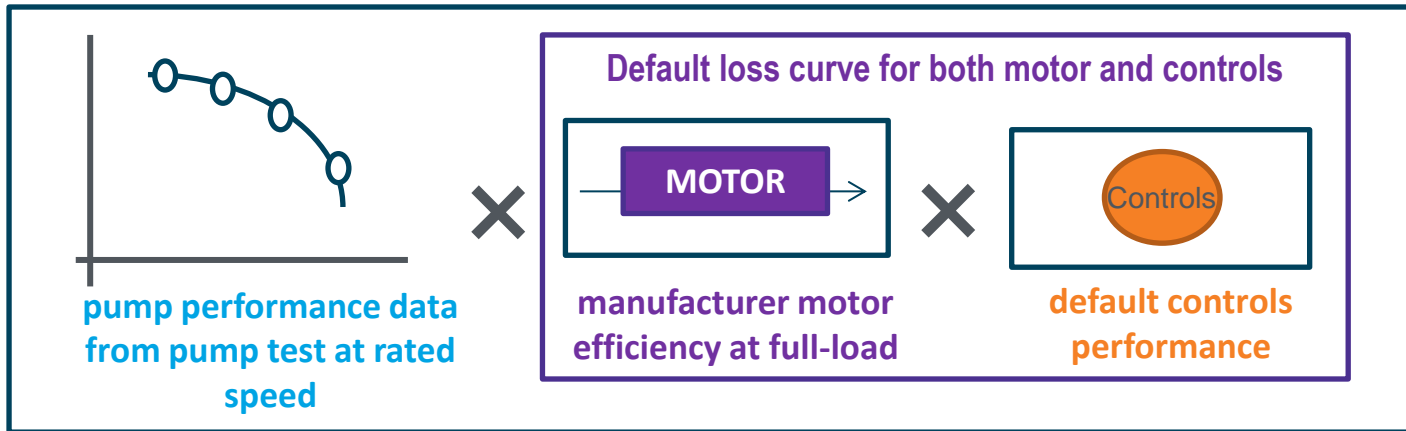 Default loss curve for both motor and controls
MOTOR
Controls
pump performance data
from pump test at rated
speed
manufacturer motor
efficiency at full-load
default controls
performance